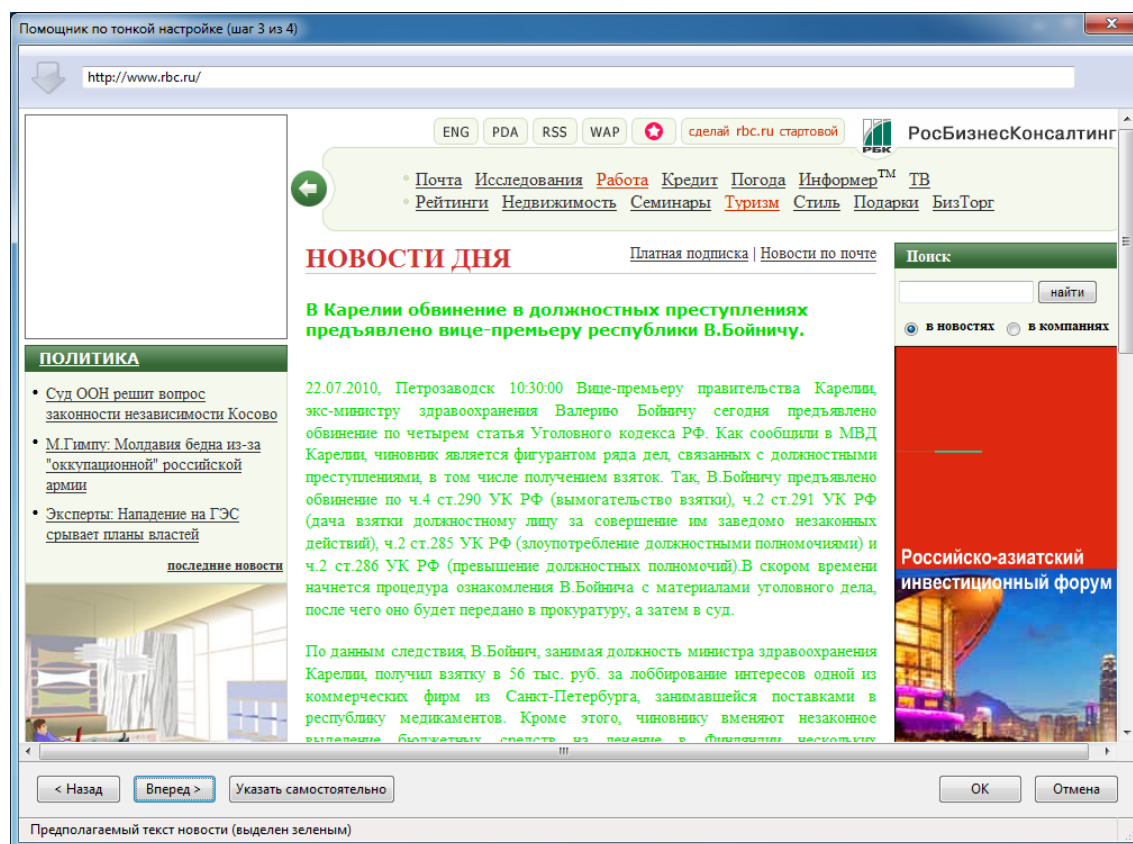 Помощник по тонкой настройке (шаг 3 из 4)
http://www.rbc.ru/
ENG PDA RSS WAP сделай rbc.ru стартовой РБК РосБизнесКонсалтинг
Почта Исследования Работа Кредит Погода Информер™ ТВ
Рейтинги Недвижимость Семинары Туризм Стиль Подарки БизТорг
НОВОСТИ ДНЯ
Платная подписка | Новости по почте
В Карелии обвинение в должностных преступлениях
предъявлено вице-премьеру республики В.Бойничу.
22.07.2010, Петрозаводск 10:30:00 Вице-премьеру правительства Карелии,
экс-министру здравоохранения Валерию Бойничу сегодня предъявлено
обвинение по четырем статья Уголовного кодекса РФ. Как сообщили в МВД
Карелии, чиновник является фигурантом ряда дел, связанных с должностными
преступлениями, в том числе получением взяток. Так, В.Бойничу предъявлено
обвинение по ч.4 ст.290 УК РФ (вымогательство взятки), ч.2 ст.291 УК РФ
(дача взятки должностному лицу за совершение им заведомо незаконных
действий), ч.2 ст.285 УК РФ (злоупотребление должностными полномочиями) и
ч.2 ст.286 УК РФ (превышение должностных полномочий).В скором времени
начнется процедура ознакомления В.Бойнича с материалами уголовного дела,
после чего оно будет передано в прокуратуру, а затем в суд.
По данным следствия, В.Бойнич, занимая должность министра здравоохранения
Карелии, получил взятку в 56 тыс. руб. за лоббирование интересов одной из
коммерческих фирм из Санкт-Петербурга, занимавшейся поставками в
республику медикаментов. Кроме этого, чиновнику вменяют незаконное
выделение бюджетных средств на лечение в Финляндии нескольких
ПОЛИТИКА
Суд ООН решит вопрос
законности независимости Косово
М.Гимпу: Молдавия бедна из-за
"оккупационной" российской
армии
Эксперты: Нападение на ГЭС
срывает планы властей
последние новости
Поиск
найти
в новостях в компаниях
Российско-азиатский
инвестиционный форум
< Назад Вперед > Указать самостоятельно OK Отмена
Предполагаемый текст новости (выделен зеленым)